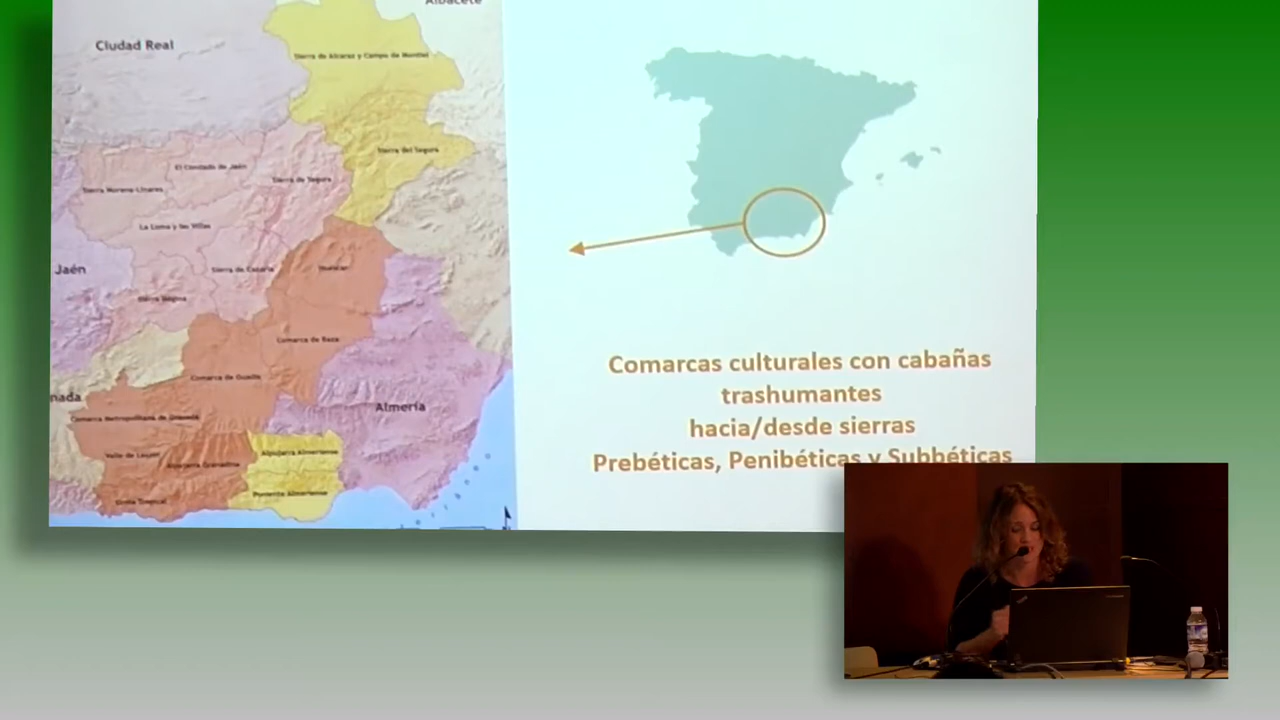 Albacete
Ciudad Real
Sierra de Alcaraz y Campo de Montiel
Sierra del Segura
El Condado de Jaén
Sierra de Segura
Sierra Morena-Linares
La Loma y las Villas
Jaén
Sierra de Cazorla
Huéscar
Sierra Mágina
Comarca de Baza
Comarca de Guadix
nada
Almería
Comarca Metropolitana de Granada
Valle de Lecrín
Alpujarra Granadina
Alpujarra Almeriense
Poniente Almeriense
Costa Tropical
Comarcas culturales con cabañas
trashumantes
hacia/desde sierras
Prebéticas, Penibéticas y Subbéticas